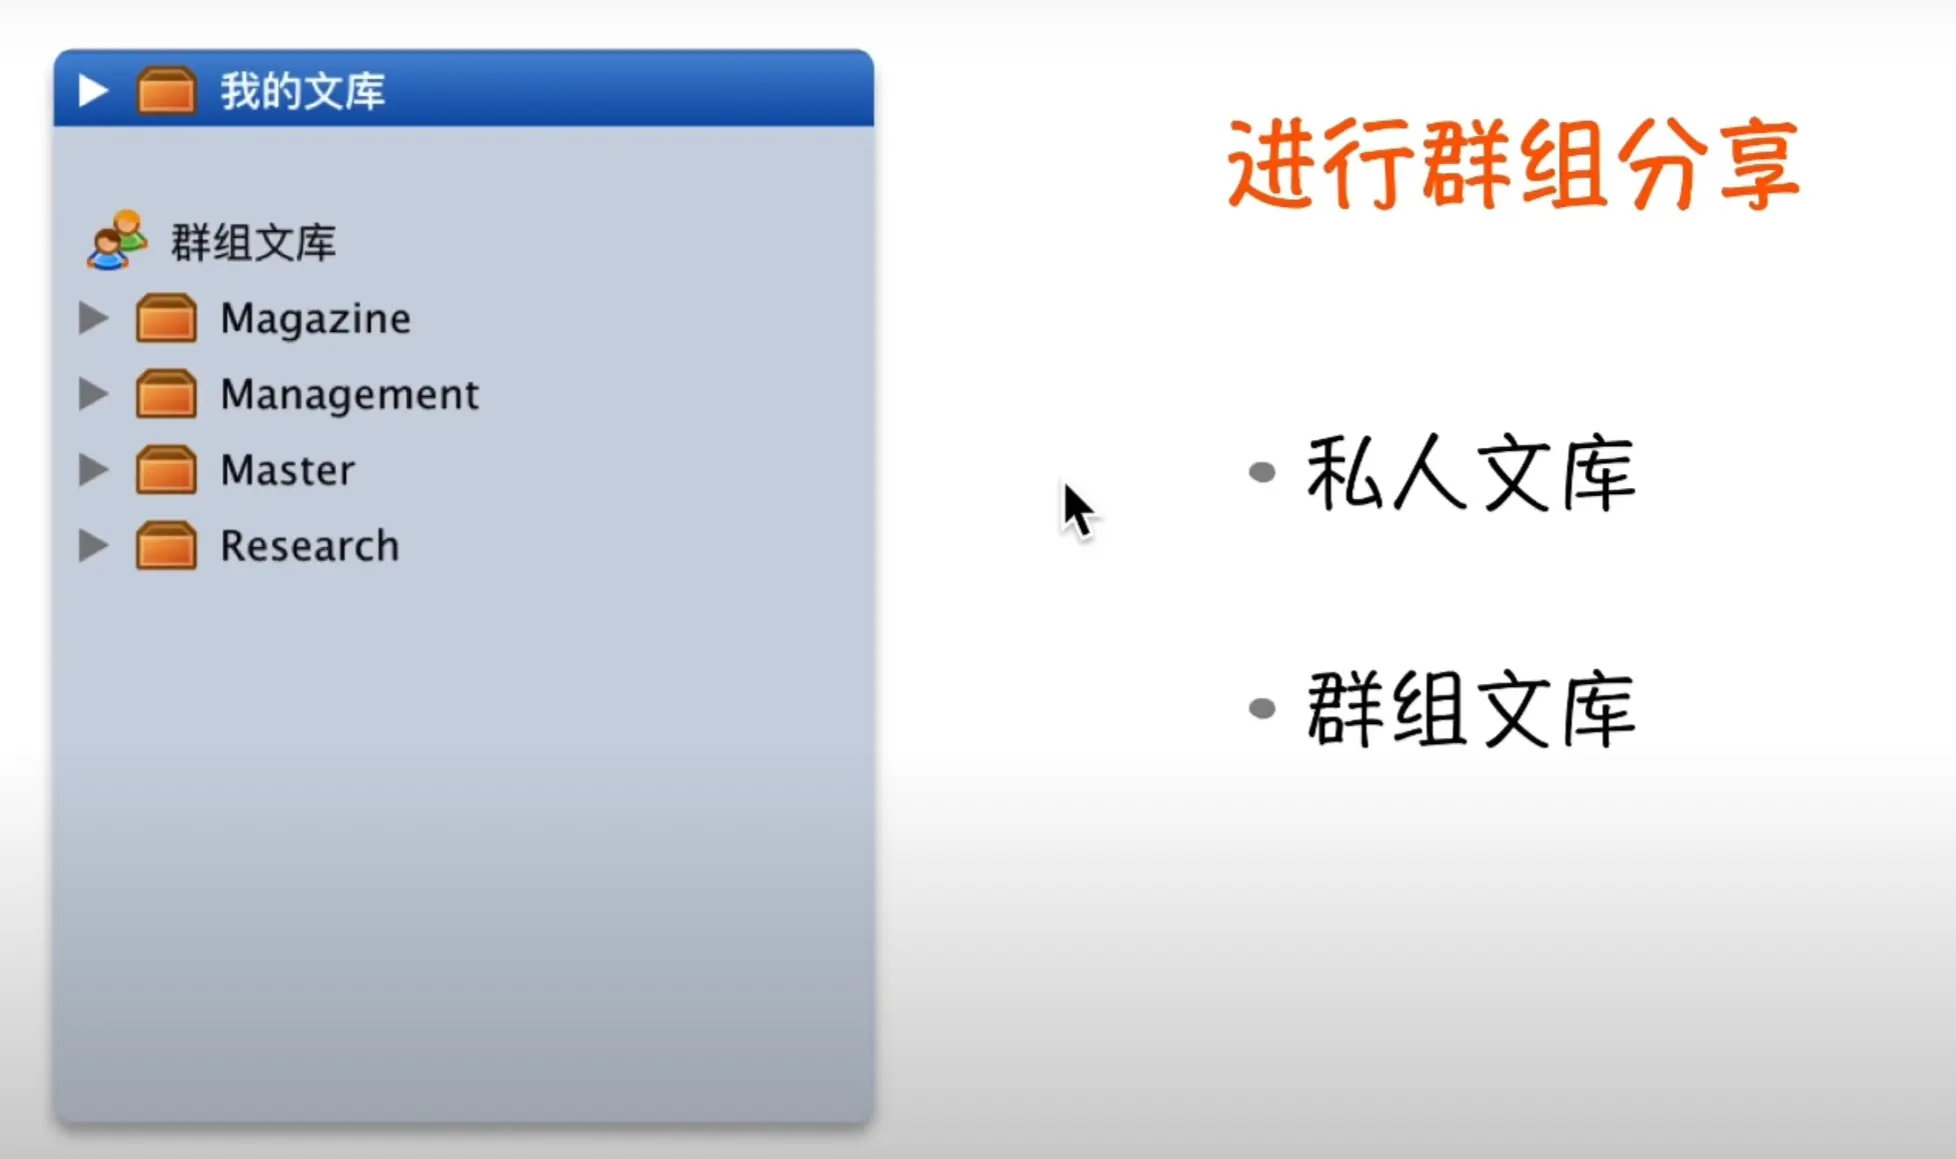 我的文库
群组文库
Magazine
Management
Master
Research
进行群组分享
• 私人文库
• 群组文库